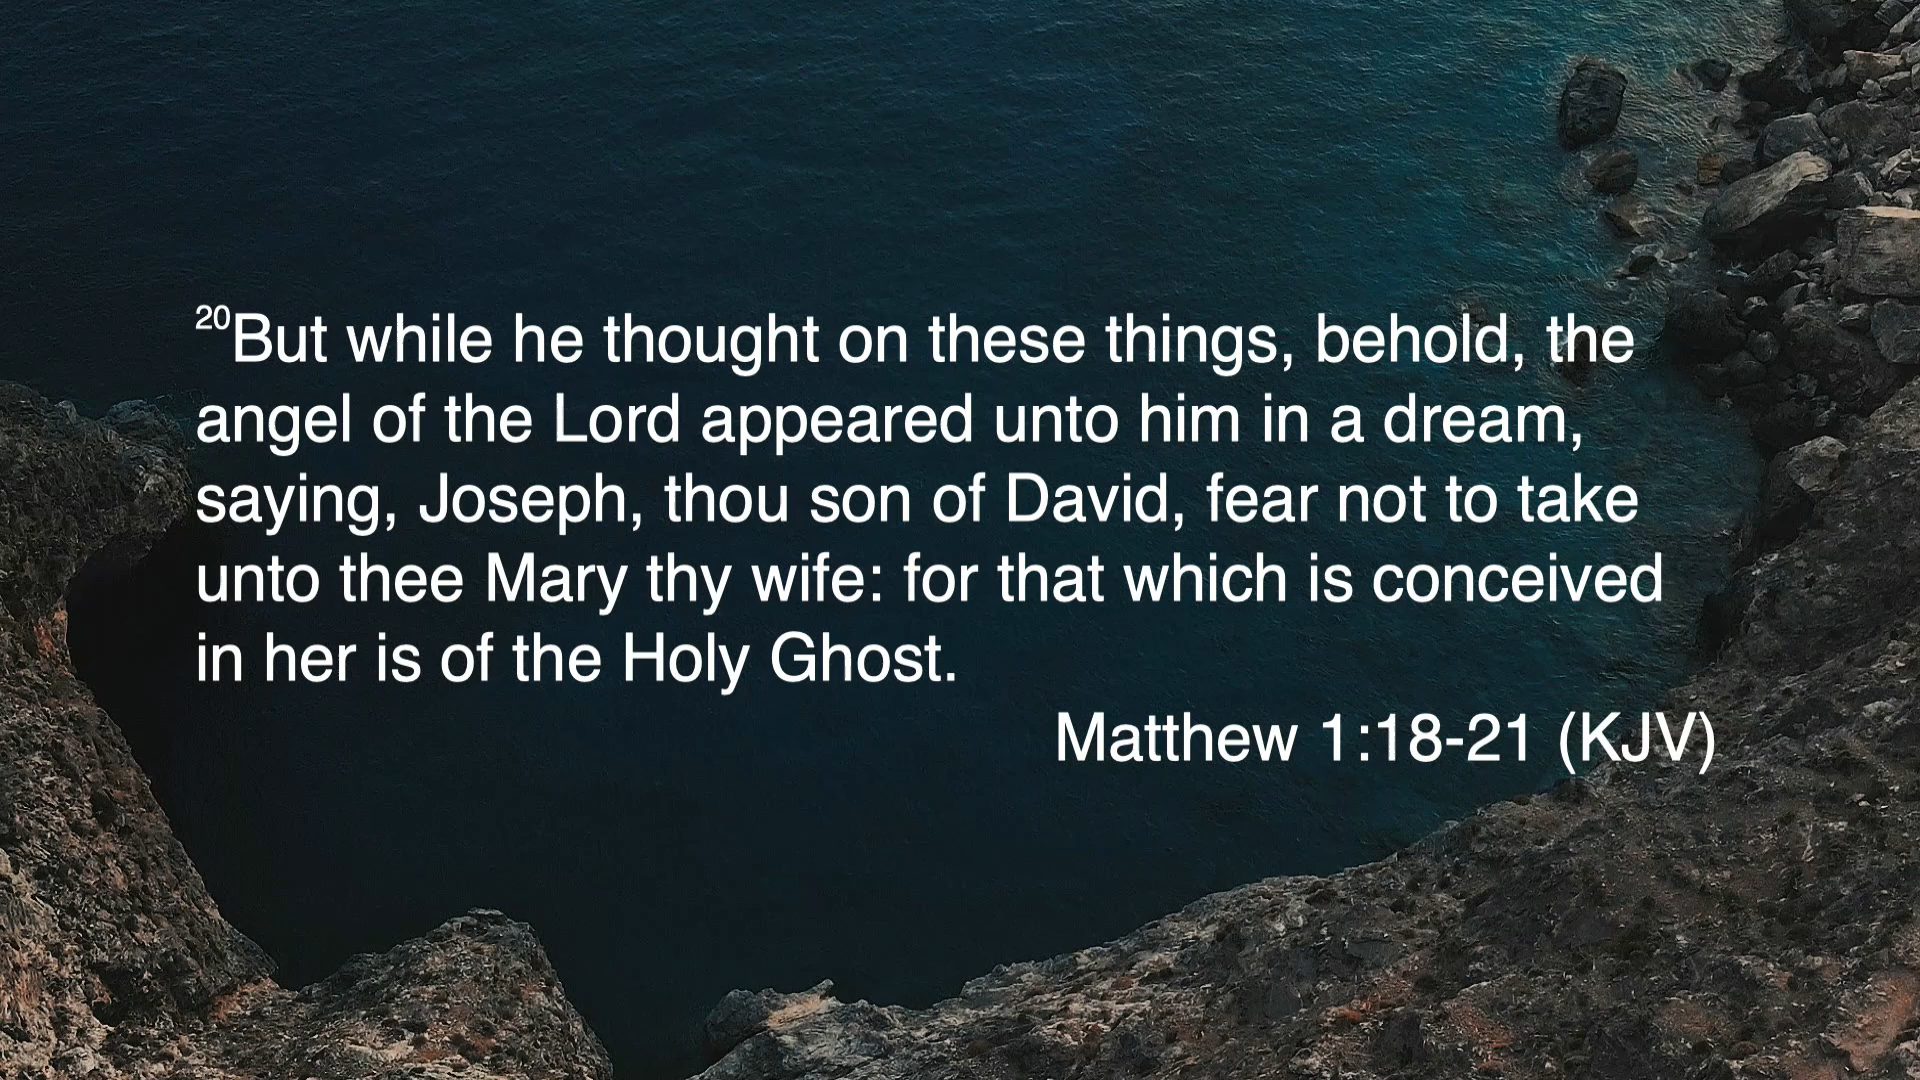 20But while he thought on these things, behold, the
angel of the Lord appeared unto him in a dream,
saying, Joseph, thou son of David, fear not to take
unto thee Mary thy wife: for that which is conceived
in her is of the Holy Ghost.
Matthew 1:18-21 (KJV)